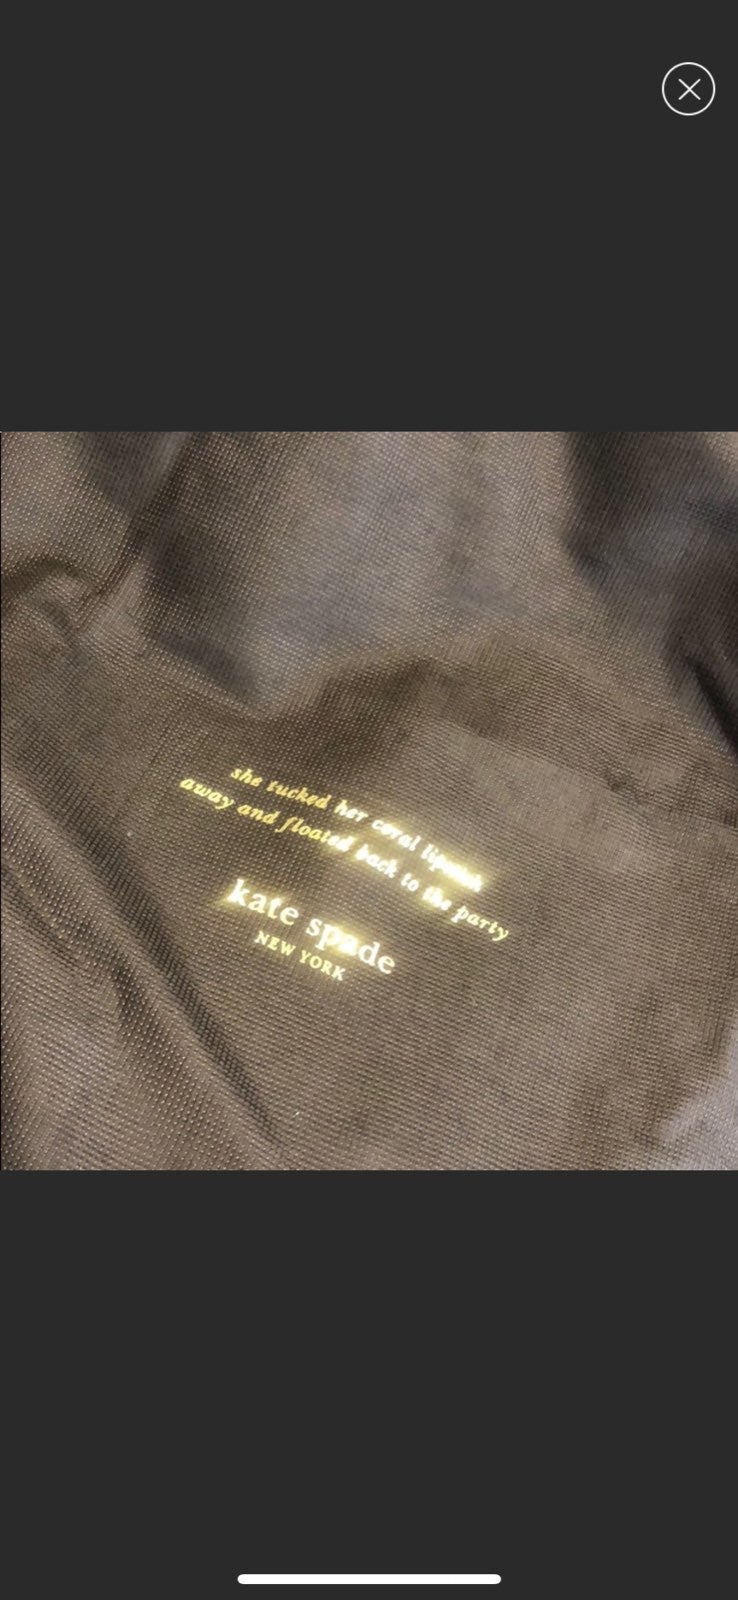 she tucked her coral lipstick
away and floated back to the party
kate spade
NEW YORK